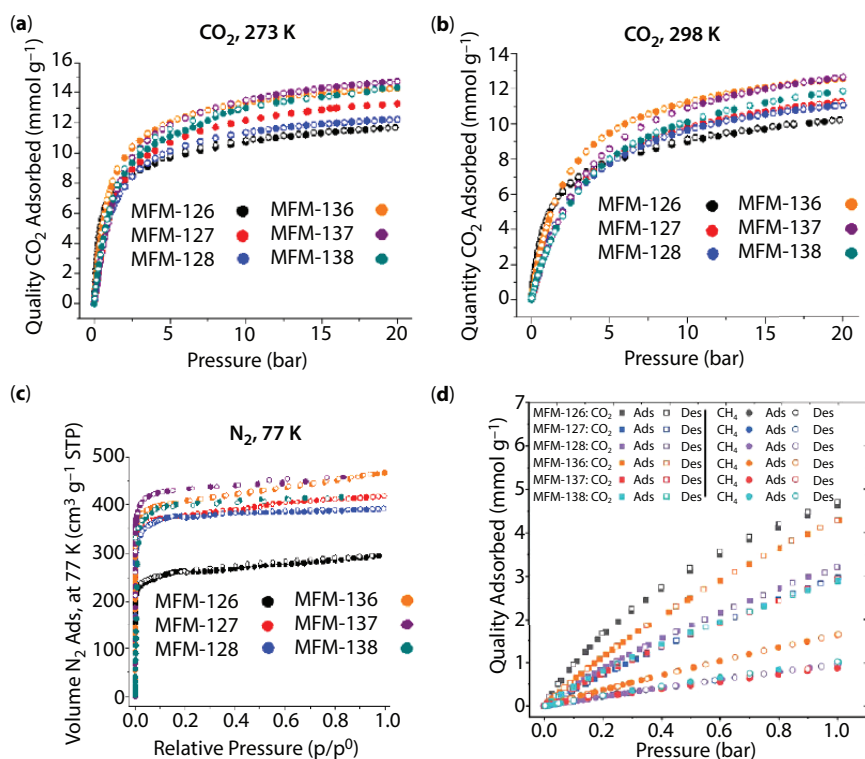 (a)
CO2, 273 K
Quality CO2 Adsorbed (mmol g–1)
16
14
12
10
8
6
4
2
0
MFM-126 MFM-136
MFM-127 MFM-137
MFM-128 MFM-138
0 5 10 15 20
Pressure (bar)
(b)
CO2, 298 K
Quantity CO2 Adsorbed (mmol g–1)
14
12
10
8
6
4
2
0
MFM-126 MFM-136
MFM-127 MFM-137
MFM-128 MFM-138
0 5 10 15 20
Pressure (bar)
(c)
N2, 77 K
Volume N2 Ads, at 77 K (cm3 g–1 STP)
500
400
300
200
100
0
MFM-126 MFM-136
MFM-127 MFM-137
MFM-128 MFM-138
0.0 0.2 0.4 0.6 0.8 1.0
Relative Pressure (p/p0)
(d)
Quality Adsorbed (mmol g–1)
7
6
5
4
3
2
1
0
MFM-126: CO2 Ads Des CH4 Ads Des
MFM-127: CO2 Ads Des CH4 Ads Des
MFM-128: CO2 Ads Des CH4 Ads Des
MFM-136: CO2 Ads Des CH4 Ads Des
MFM-137: CO2 Ads Des CH4 Ads Des
MFM-138: CO2 Ads Des CH4 Ads Des
0.0 0.2 0.4 0.6 0.8 1.0
Pressure (bar)